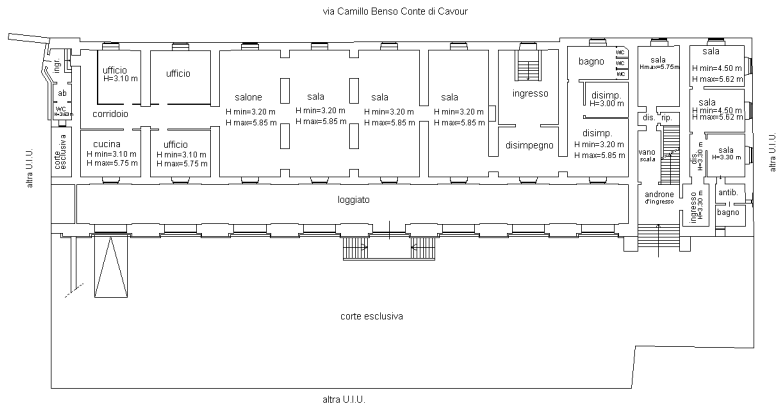 via Camillo Benso Conte di Cavour
ingr.
ab
WC
corte
esclusiva
ufficio
H=3.10 m
ufficio
corridoio
cucina
H min=3.10 m
H max=5.75 m
ufficio
H min=3.10 m
H max=5.75 m
salone
H min=3.20 m
H max=5.85 m
sala
H min=3.20 m
H max=5.85 m
sala
H min=3.20 m
H max=5.85 m
sala
H min=3.20 m
H max=5.85 m
ingresso
disimpegno
bagno
WC
WC
WC
disimp.
H=3.00 m
disimp.
H min=3.20 m
H max=5.85 m
sala
H max=5.75 m
dis.
rip.
vano
scala
androne
d'ingresso
sala
H min=4.50 m
H max=5.62 m
sala
H min=4.50 m
H max=5.62 m
dis.
H=3.30 m
sala
H=3.30 m
ingresso
H=3.30 m
antib.
bagno
loggiato
corte esclusiva
altra U.I.U.
altra U.I.U.
altra U.I.U.